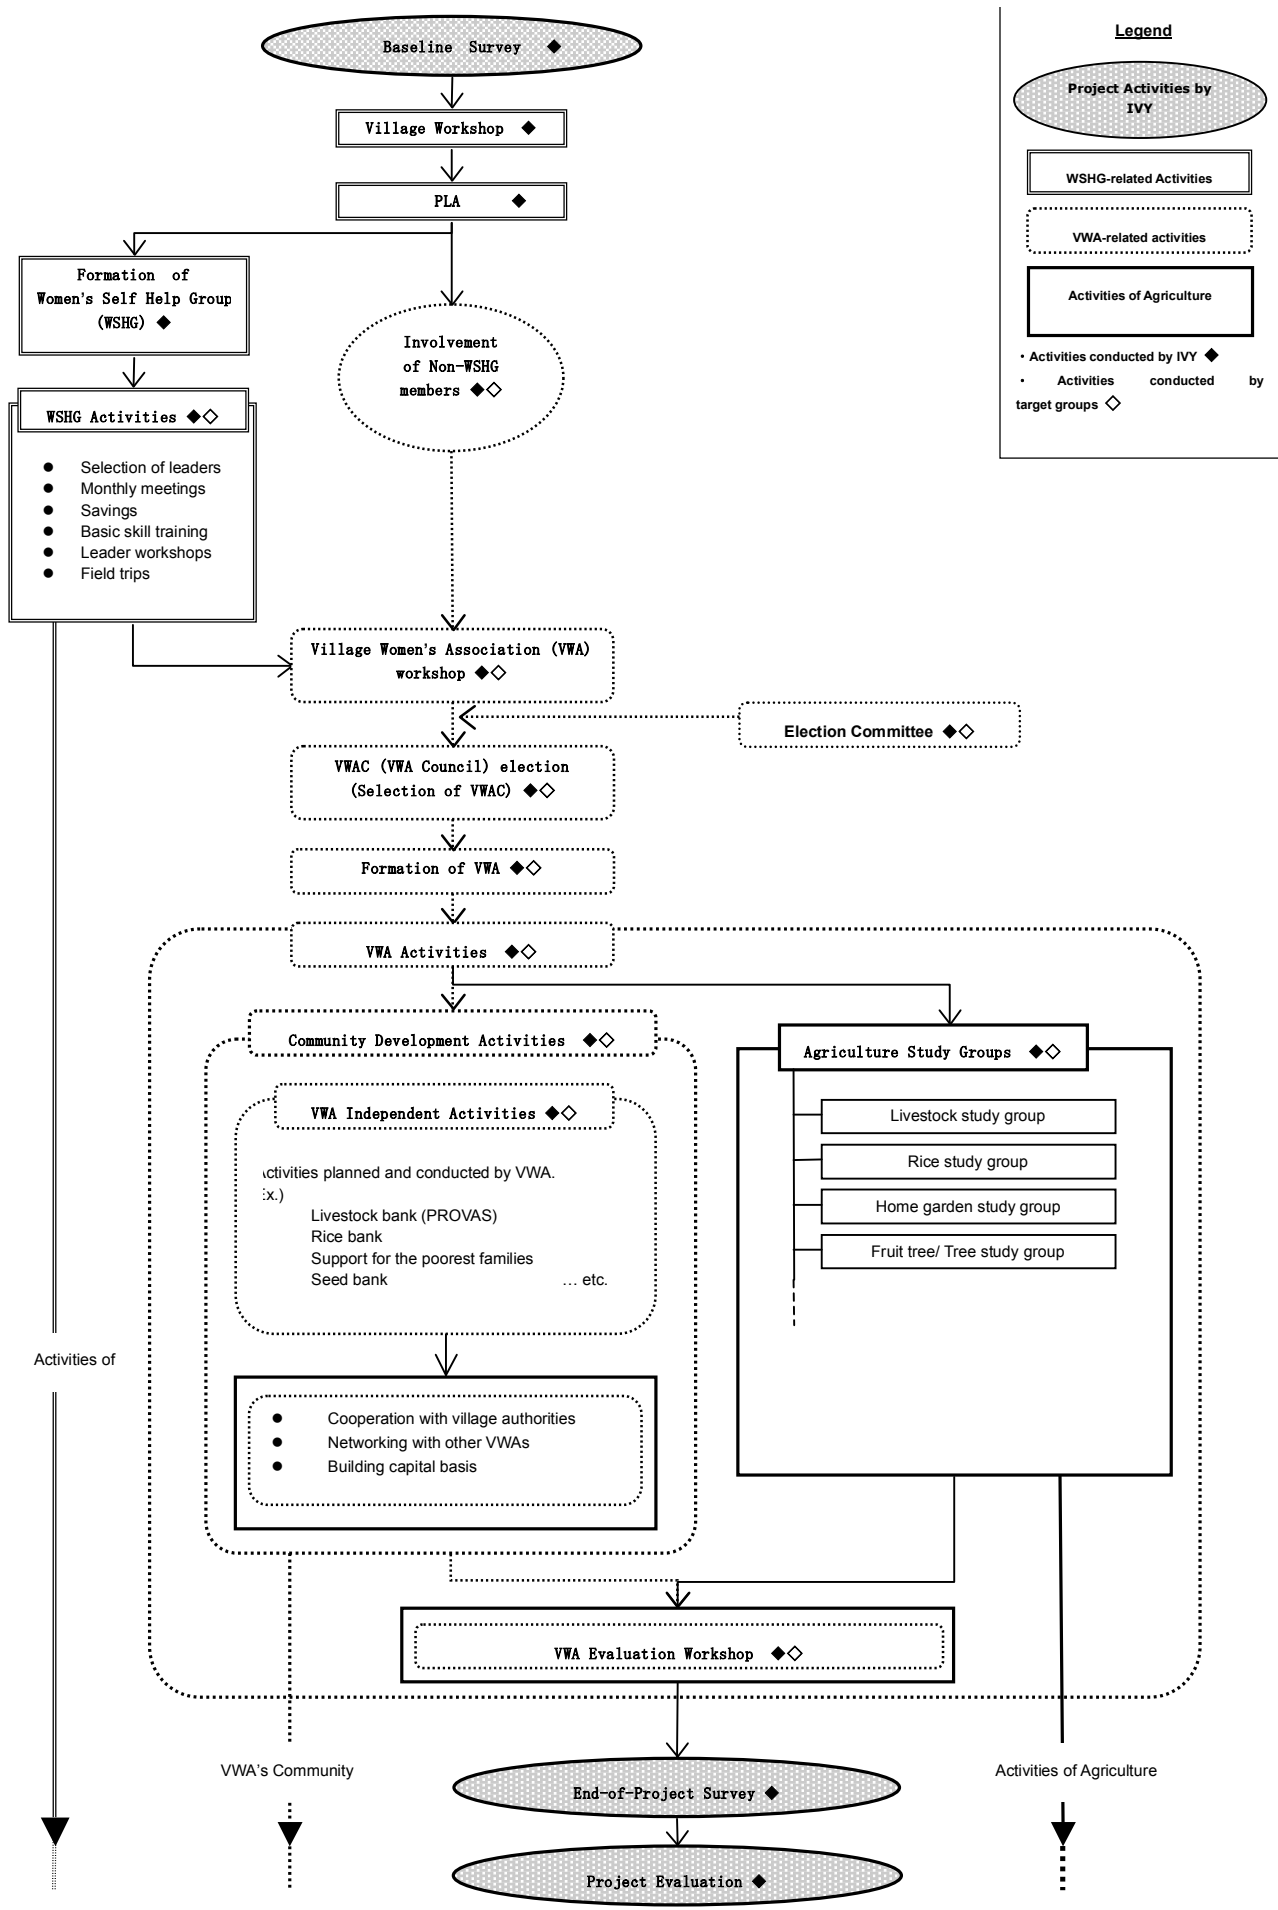 Baseline Survey ◆
Village Workshop ◆
PLA ◆
Formation of
Women's Self Help Group
(WSHG) ◆
Involvement
of Non-WSHG
members ◆◇
WSHG Activities ◆◇
● Selection of leaders
● Monthly meetings
● Savings
● Basic skill training
● Leader workshops
● Field trips
Village Women's Association (VWA)
workshop ◆◇
Election Committee ◆◇
VWAC (VWA Council) election
(Selection of VWAC) ◆◇
Formation of VWA ◆◇
VWA Activities ◆◇
Community Development Activities ◆◇
VWA Independent Activities ◆◇
ctivities planned and conducted by VWA.
x.)
Livestock bank (PROVAS)
Rice bank
Support for the poorest families
Seed bank … etc.
● Cooperation with village authorities
● Networking with other VWAs
● Building capital basis
Agriculture Study Groups ◆◇
Livestock study group
Rice study group
Home garden study group
Fruit tree/ Tree study group
VWA Evaluation Workshop ◆◇
Activities of
VWA's Community
Activities of Agriculture
End-of-Project Survey ◆
Project Evaluation ◆
Legend
Project Activities by
IVY
WSHG-related Activities
VWA-related activities
Activities of Agriculture
・Activities conducted by IVY ◆
・ Activities conducted by
target groups ◇